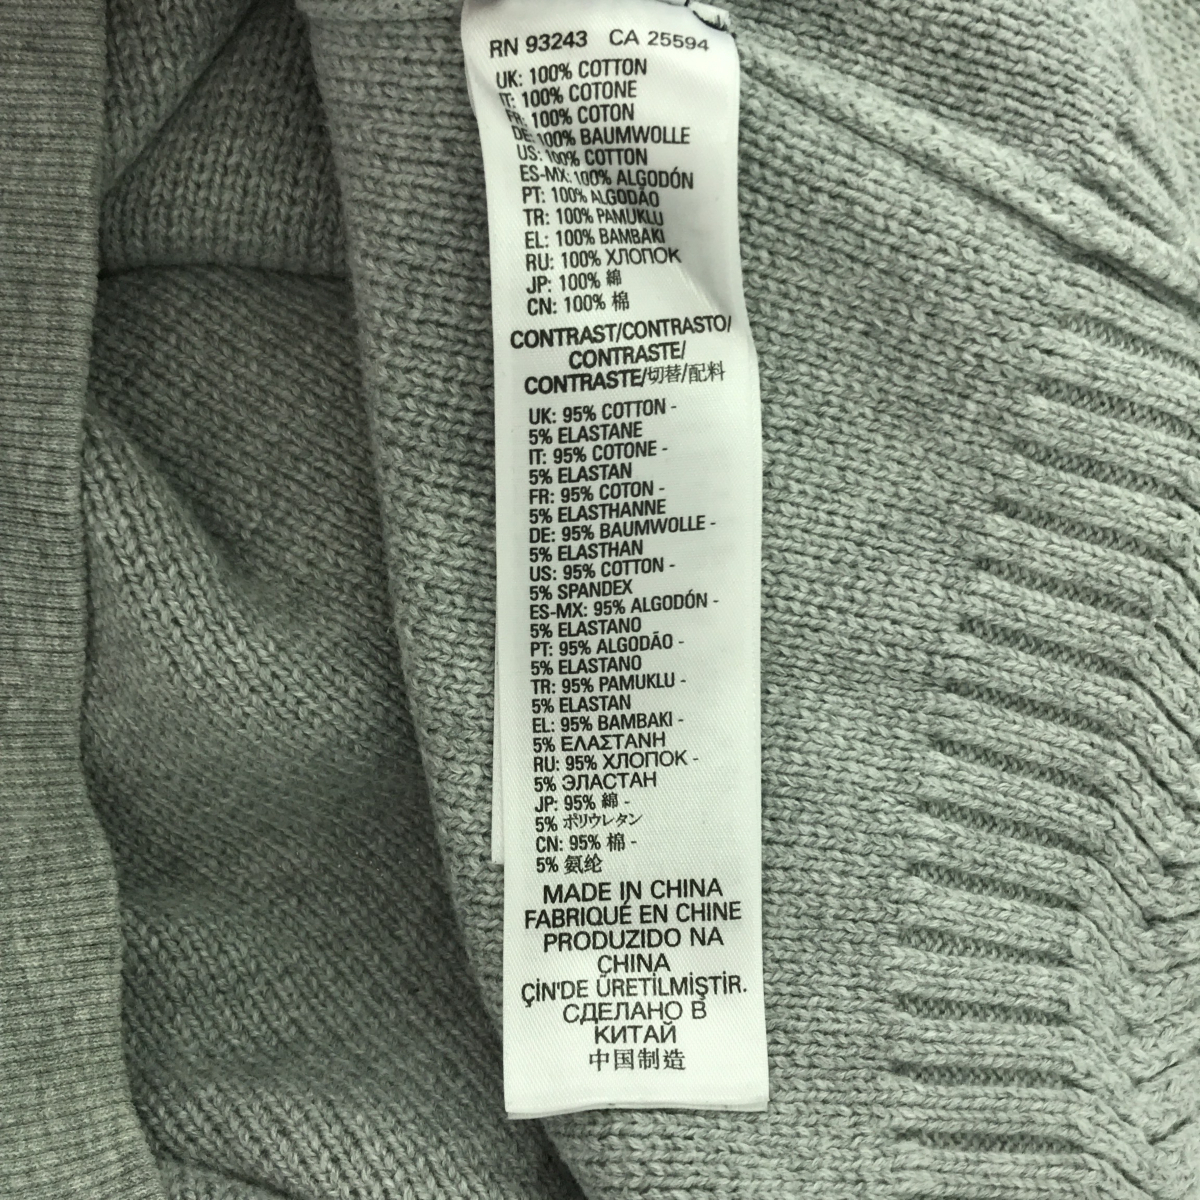 RN 93243 CA 25594
UK: 100% COTTON
IT: 100% COTONE
FR: 100% COTON
DE: 100% BAUMWOLLE
US: 100% COTTON
ES-MX: 100% ALGODÓN
PT: 100% ALGODÃO
TR: 100% PAMUKLU
EL: 100% BAMBAKI
RU: 100% ХЛОПОК
JP: 100% 綿
CN: 100% 棉
CONTRAST/CONTRASTO/
CONTRASTE/
CONTRASTE/切替/配料
UK: 95% COTTON -
5% ELASTANE
IT: 95% COTONE -
5% ELASTAN
FR: 95% COTON -
5% ELASTHANNE
DE: 95% BAUMWOLLE -
5% ELASTHAN
US: 95% COTTON -
5% SPANDEX
ES-MX: 95% ALGODÓN -
5% ELASTANO
PT: 95% ALGODÃO -
5% ELASTANO
TR: 95% PAMUKLU -
5% ELASTAN
EL: 95% BAMBAKI -
5% ΕΛΑΣΤΑΝΗ
RU: 95% ХЛОПОК -
5% ЭЛАСТАН
JP: 95% 綿 -
5% ポリウレタン
CN: 95% 棉 -
5% 氨纶
MADE IN CHINA
FABRIQUÉ EN CHINE
PRODUZIDO NA
CHINA
ÇİN'DE ÜRETİLMİŞTİR.
СДЕЛАНО В
КИТАЙ
中国制造